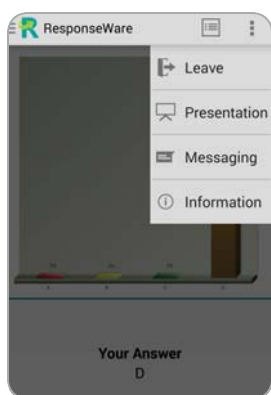 ResponseWare
Leave
Presentation
Messaging
Information
A B C D
Your Answer
D